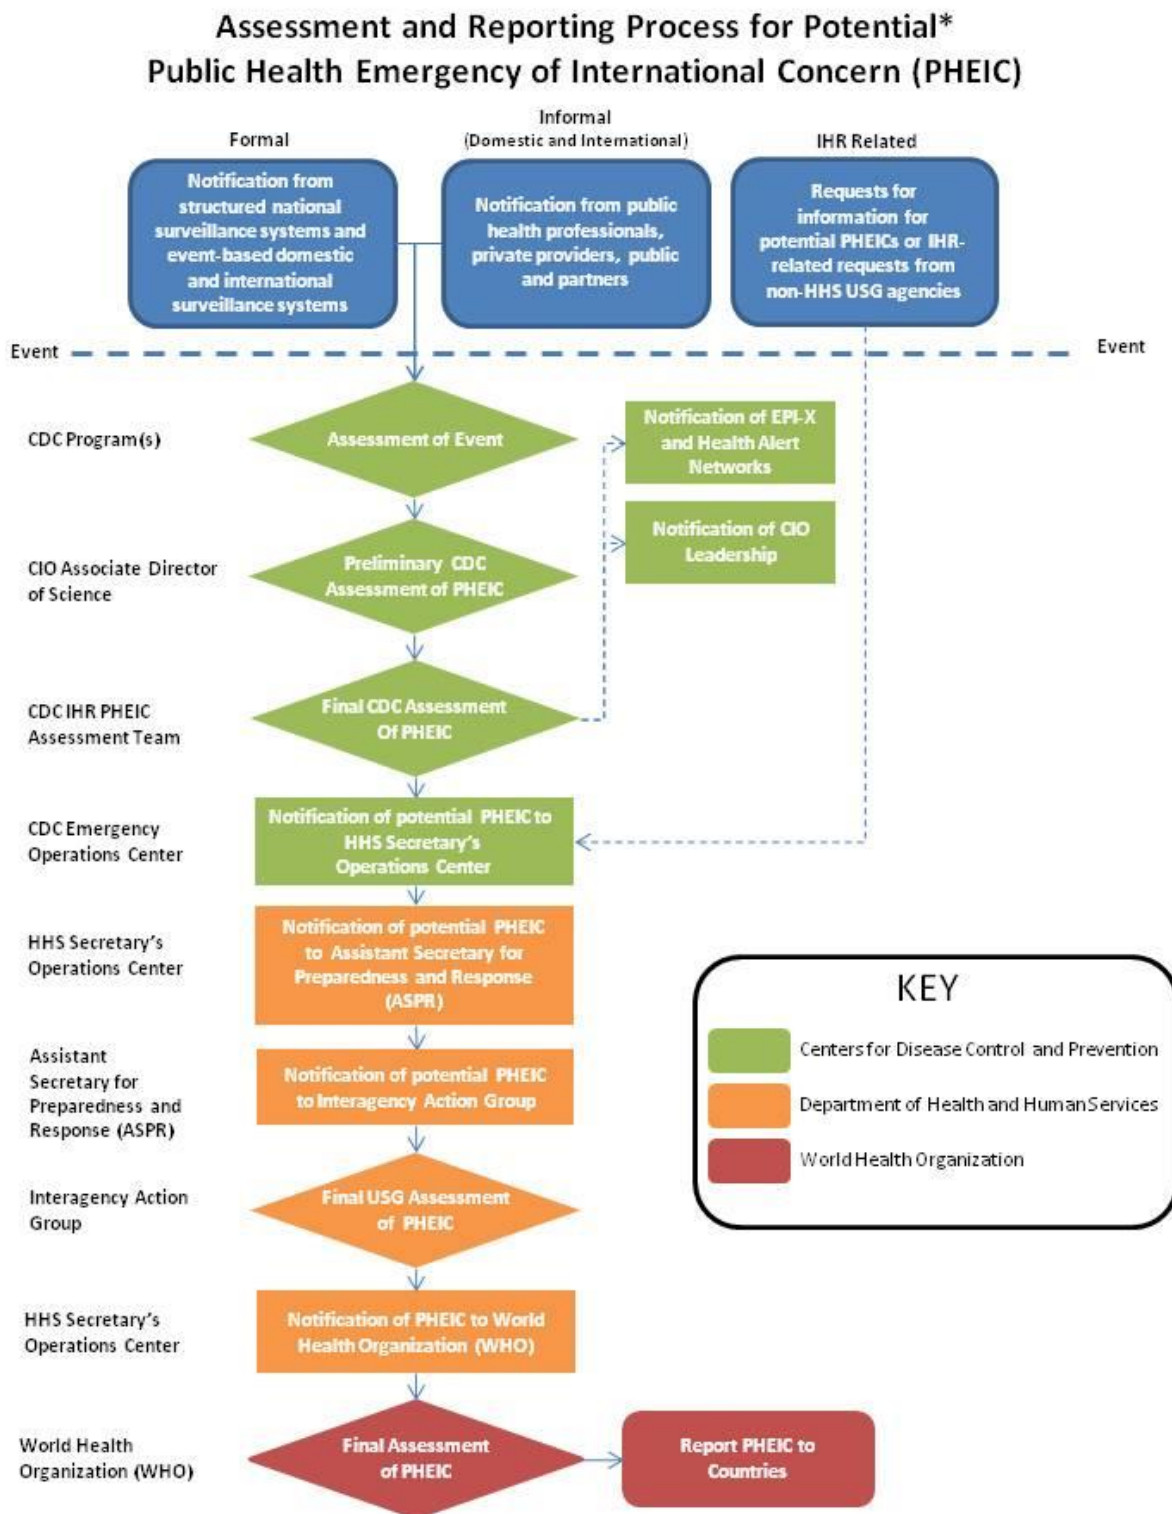 Assessment and Reporting Process for Potential*
Public Health Emergency of International Concern (PHEIC)
Formal
Informal
(Domestic and International)
IHR Related
Notification from
structured national
surveillance systems and
event-based domestic
and international
surveillance systems
Notification from public
health professionals,
private providers, public
and partners
Requests for
information for
potential PHEICs or IHR-
related requests from
non-HHS USG agencies
Event
Event
CDC Program(s)
Assessment of Event
Notification of EPI-X
and Health Alert
Networks
CIO Associate Director
of Science
Preliminary CDC
Assessment of PHEIC
Notification of CIO
Leadership
CDC IHR PHEIC
Assessment Team
Final CDC Assessment
Of PHEIC
CDC Emergency
Operations Center
Notification of potential PHEIC to
HHS Secretary's
Operations Center
HHS Secretary's
Operations Center
Notification of potential PHEIC
to Assistant Secretary for
Preparedness and Response
(ASPR)
Assistant
Secretary for
Preparedness and
Response (ASPR)
Notification of potential PHEIC
to Interagency Action Group
Interagency Action
Group
Final USG Assessment
of PHEIC
HHS Secretary's
Operations Center
Notification of PHEIC to World
Health Organization (WHO)
World Health
Organization (WHO)
Final Assessment
of PHEIC
Report PHEIC to
Countries
KEY
Centers for Disease Control and Prevention
Department of Health and Human Services
World Health Organization